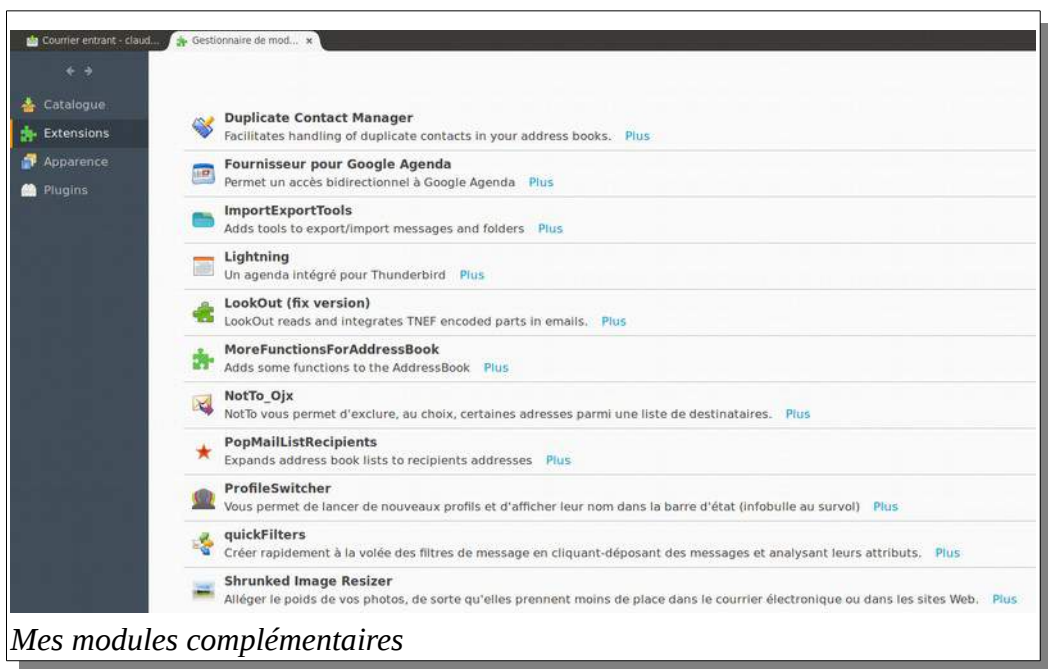 Courrier entrant - claud...
Gestionnaire de mod... ×
Catalogue
Extensions
Apparence
Plugins
Duplicate Contact Manager
Facilitates handling of duplicate contacts in your address books. Plus
Fournisseur pour Google Agenda
Permet un accès bidirectionnel à Google Agenda Plus
ImportExportTools
Adds tools to export/import messages and folders Plus
Lightning
Un agenda intégré pour Thunderbird Plus
LookOut (fix version)
LookOut reads and integrates TNEF encoded parts in emails. Plus
MoreFunctionsForAddressBook
Adds some functions to the AddressBook Plus
NotTo_Ojx
NotTo vous permet d'exclure, au choix, certaines adresses parmi une liste de destinataires. Plus
PopMailListRecipients
Expands address book lists to recipients addresses Plus
ProfileSwitcher
Vous permet de lancer de nouveaux profils et d'afficher leur nom dans la barre d'état (infobulle au survol) Plus
quickFilters
Créer rapidement à la volée des filtres de message en cliquant-déposant des messages et analysant leurs attributs. Plus
Shrunked Image Resizer
Alléger le poids de vos photos, de sorte qu'elles prennent moins de place dans le courrier électronique ou dans les sites Web. Plus
Mes modules complémentaires